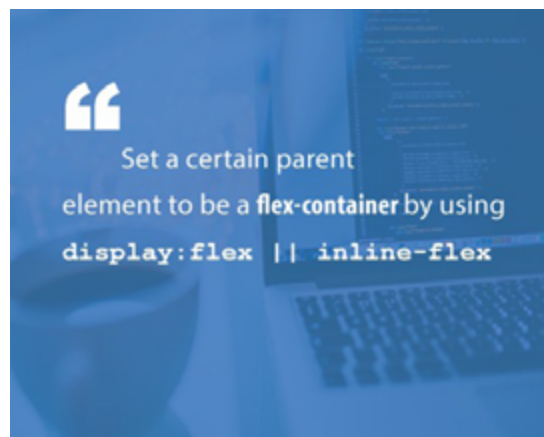 “
Set a certain parent
element to be a flex-container by using
display:flex || inline-flex